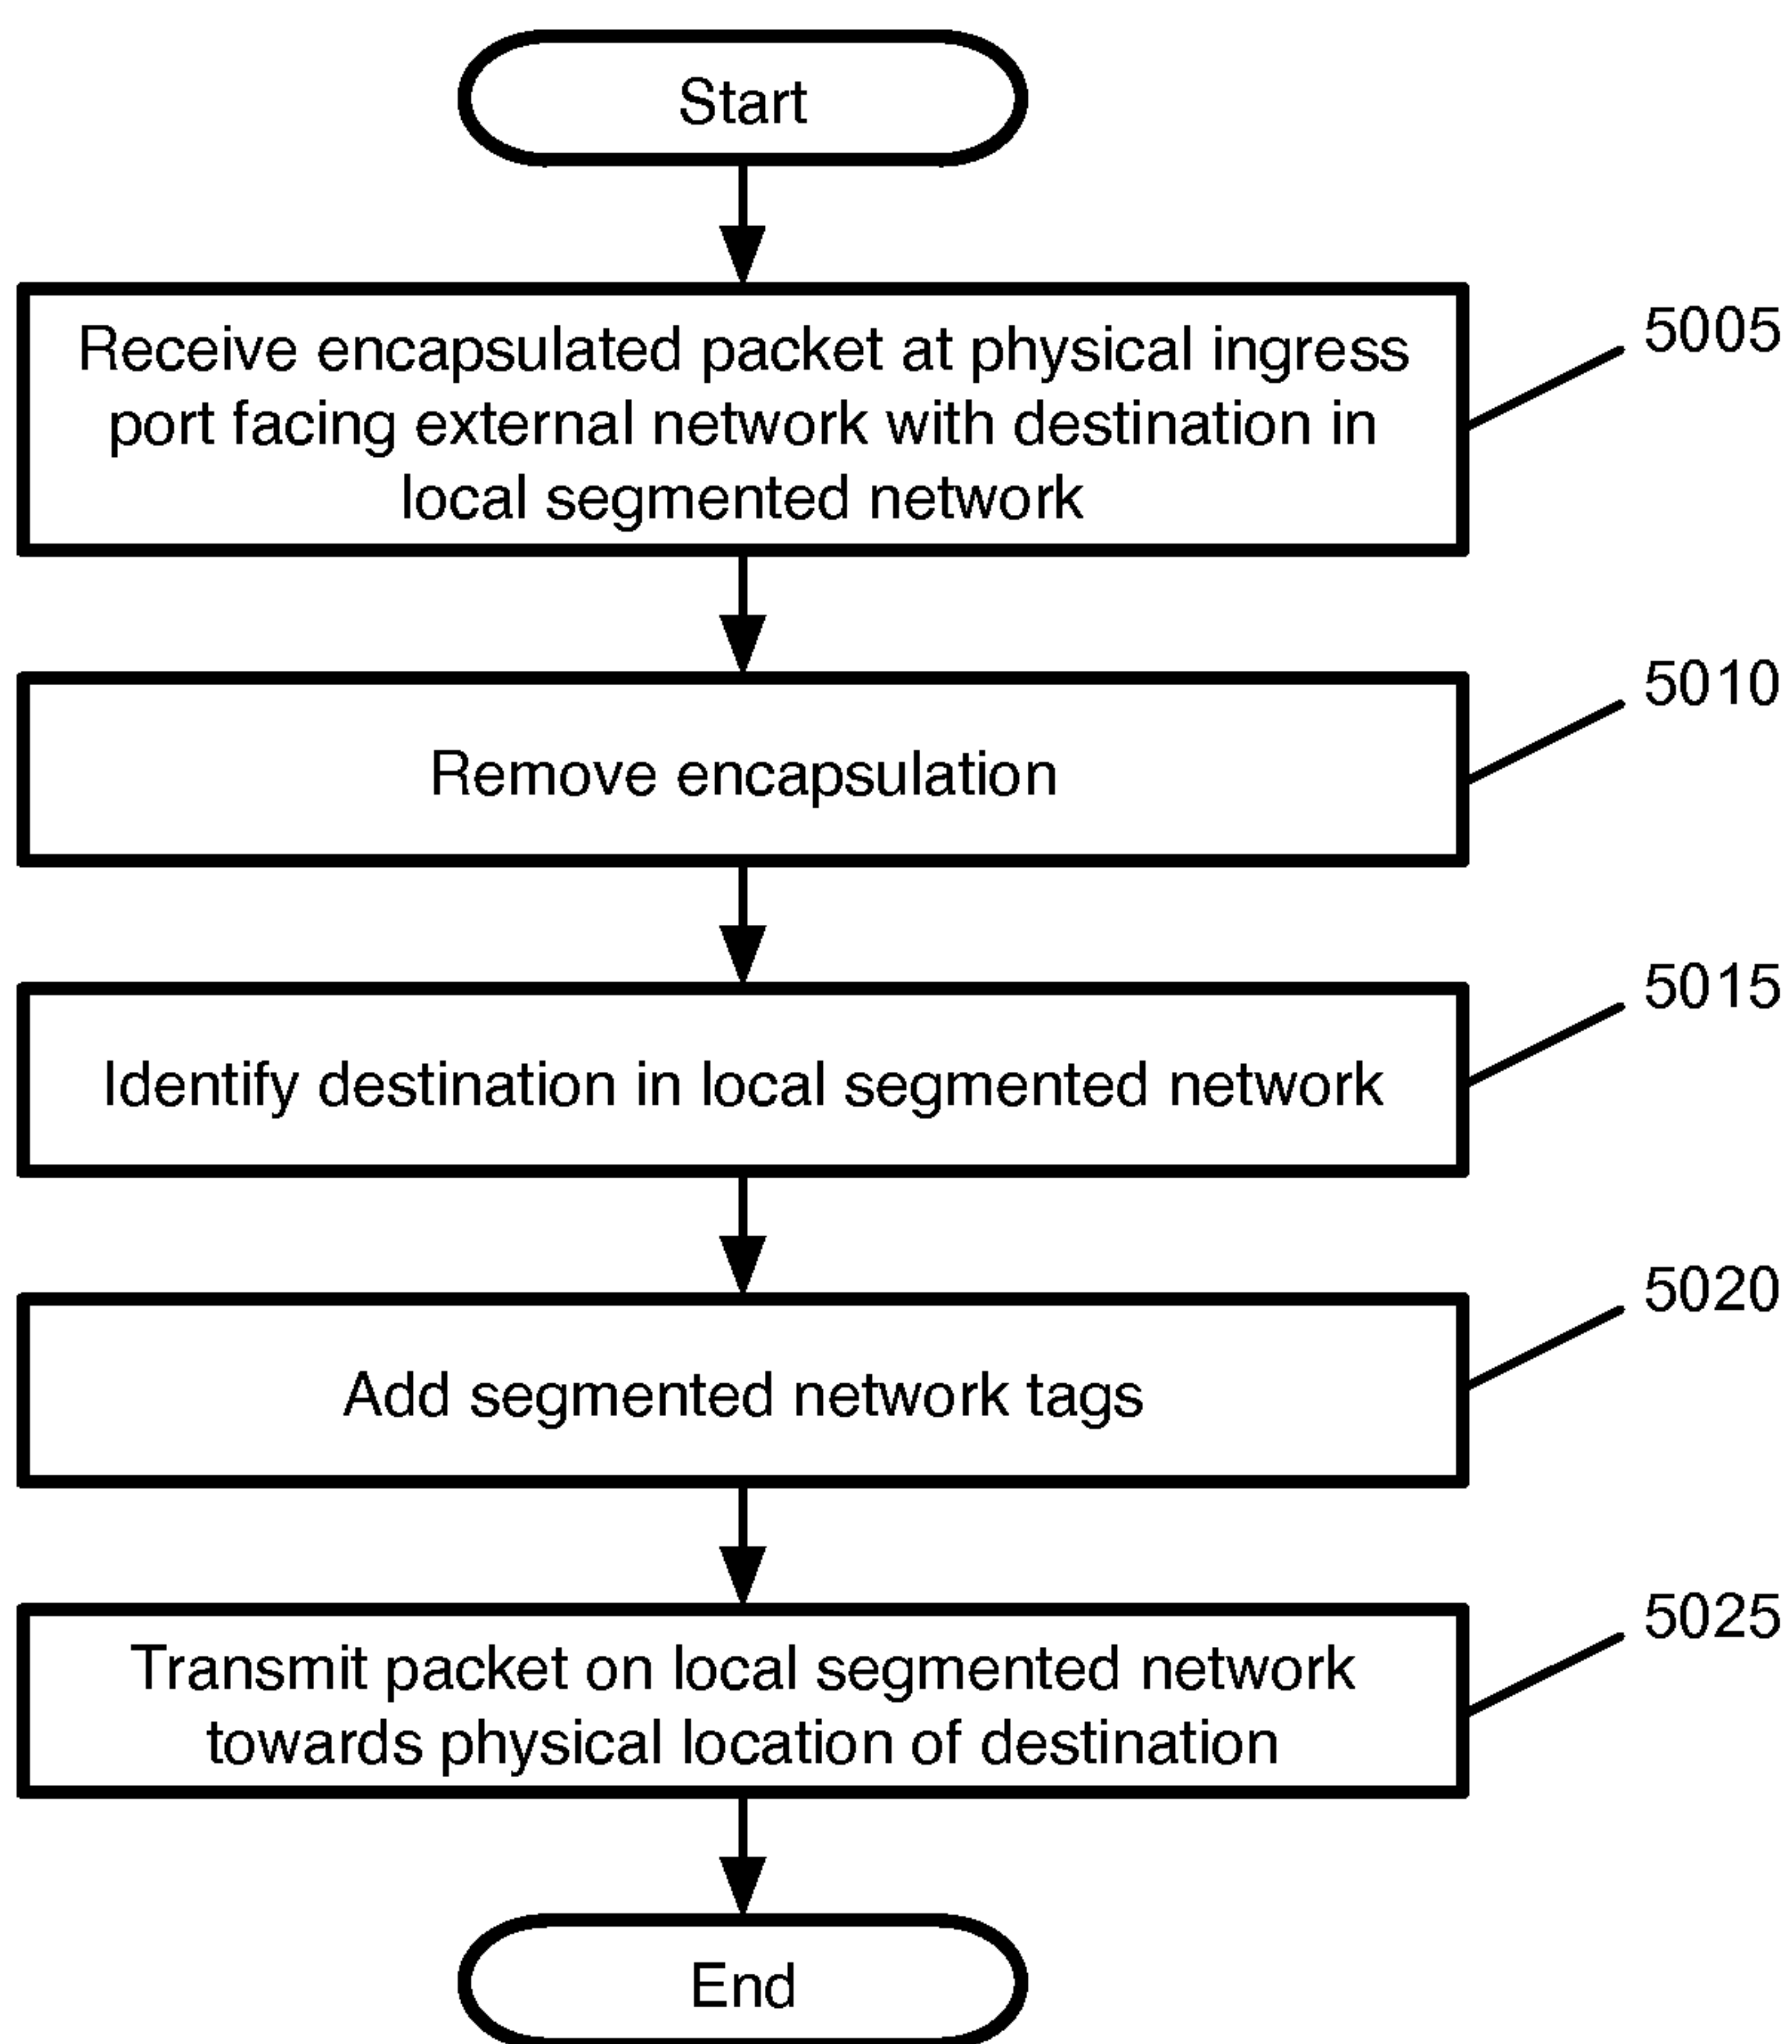 Start
Receive encapsulated packet at physical ingress
port facing external network with destination in
local segmented network
5005
Remove encapsulation
5010
Identify destination in local segmented network
5015
Add segmented network tags
5020
Transmit packet on local segmented network
towards physical location of destination
5025
End